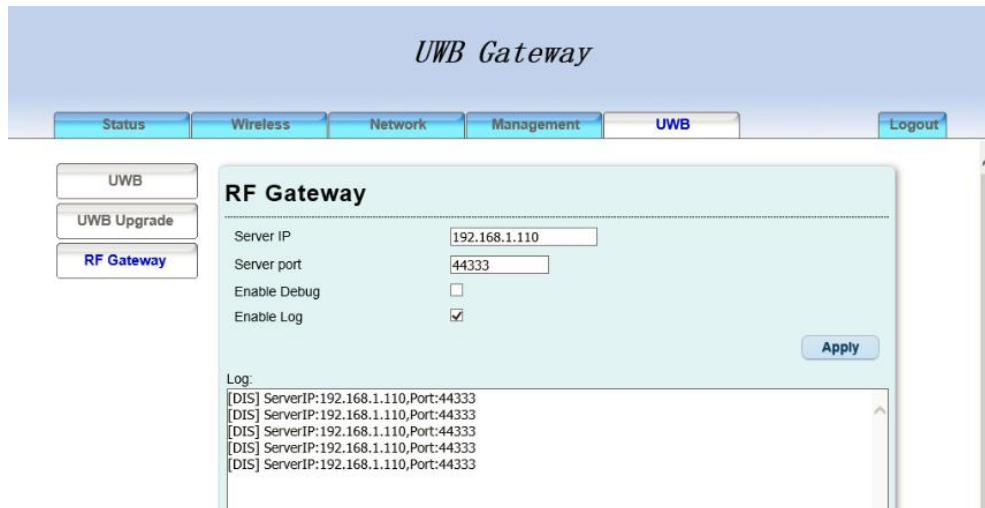 UWB Gateway
Status Wireless Network Management UWB Logout
UWB
UWB Upgrade
RF Gateway
RF Gateway
Server IP 192.168.1.110
Server port 44333
Enable Debug
Enable Log
Apply
Log:
[DIS] ServerIP:192.168.1.110,Port:44333
[DIS] ServerIP:192.168.1.110,Port:44333
[DIS] ServerIP:192.168.1.110,Port:44333
[DIS] ServerIP:192.168.1.110,Port:44333
[DIS] ServerIP:192.168.1.110,Port:44333